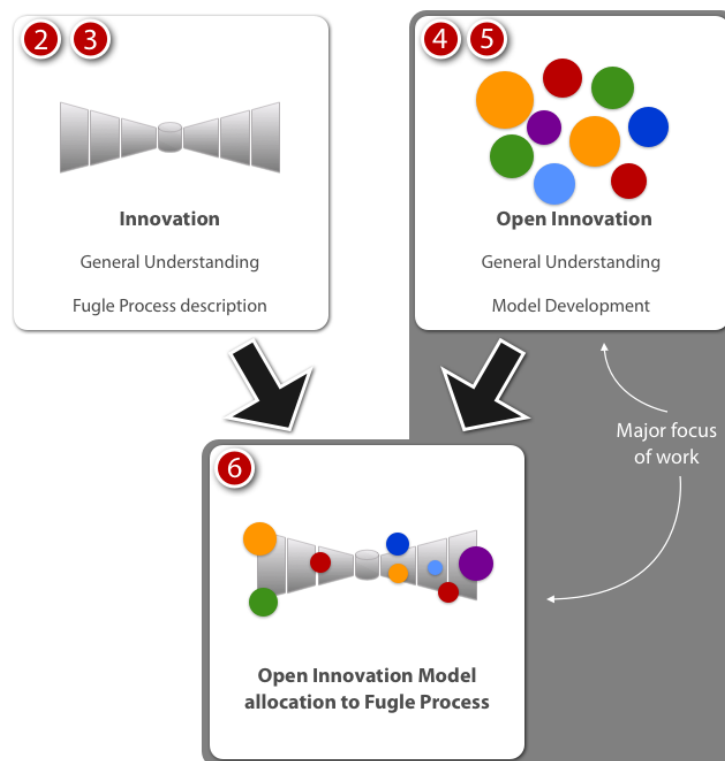 2 3
Innovation
General Understanding
Fugle Process description
4 5
Open Innovation
General Understanding
Model Development
Major focus
of work
6
Open Innovation Model
allocation to Fugle Process